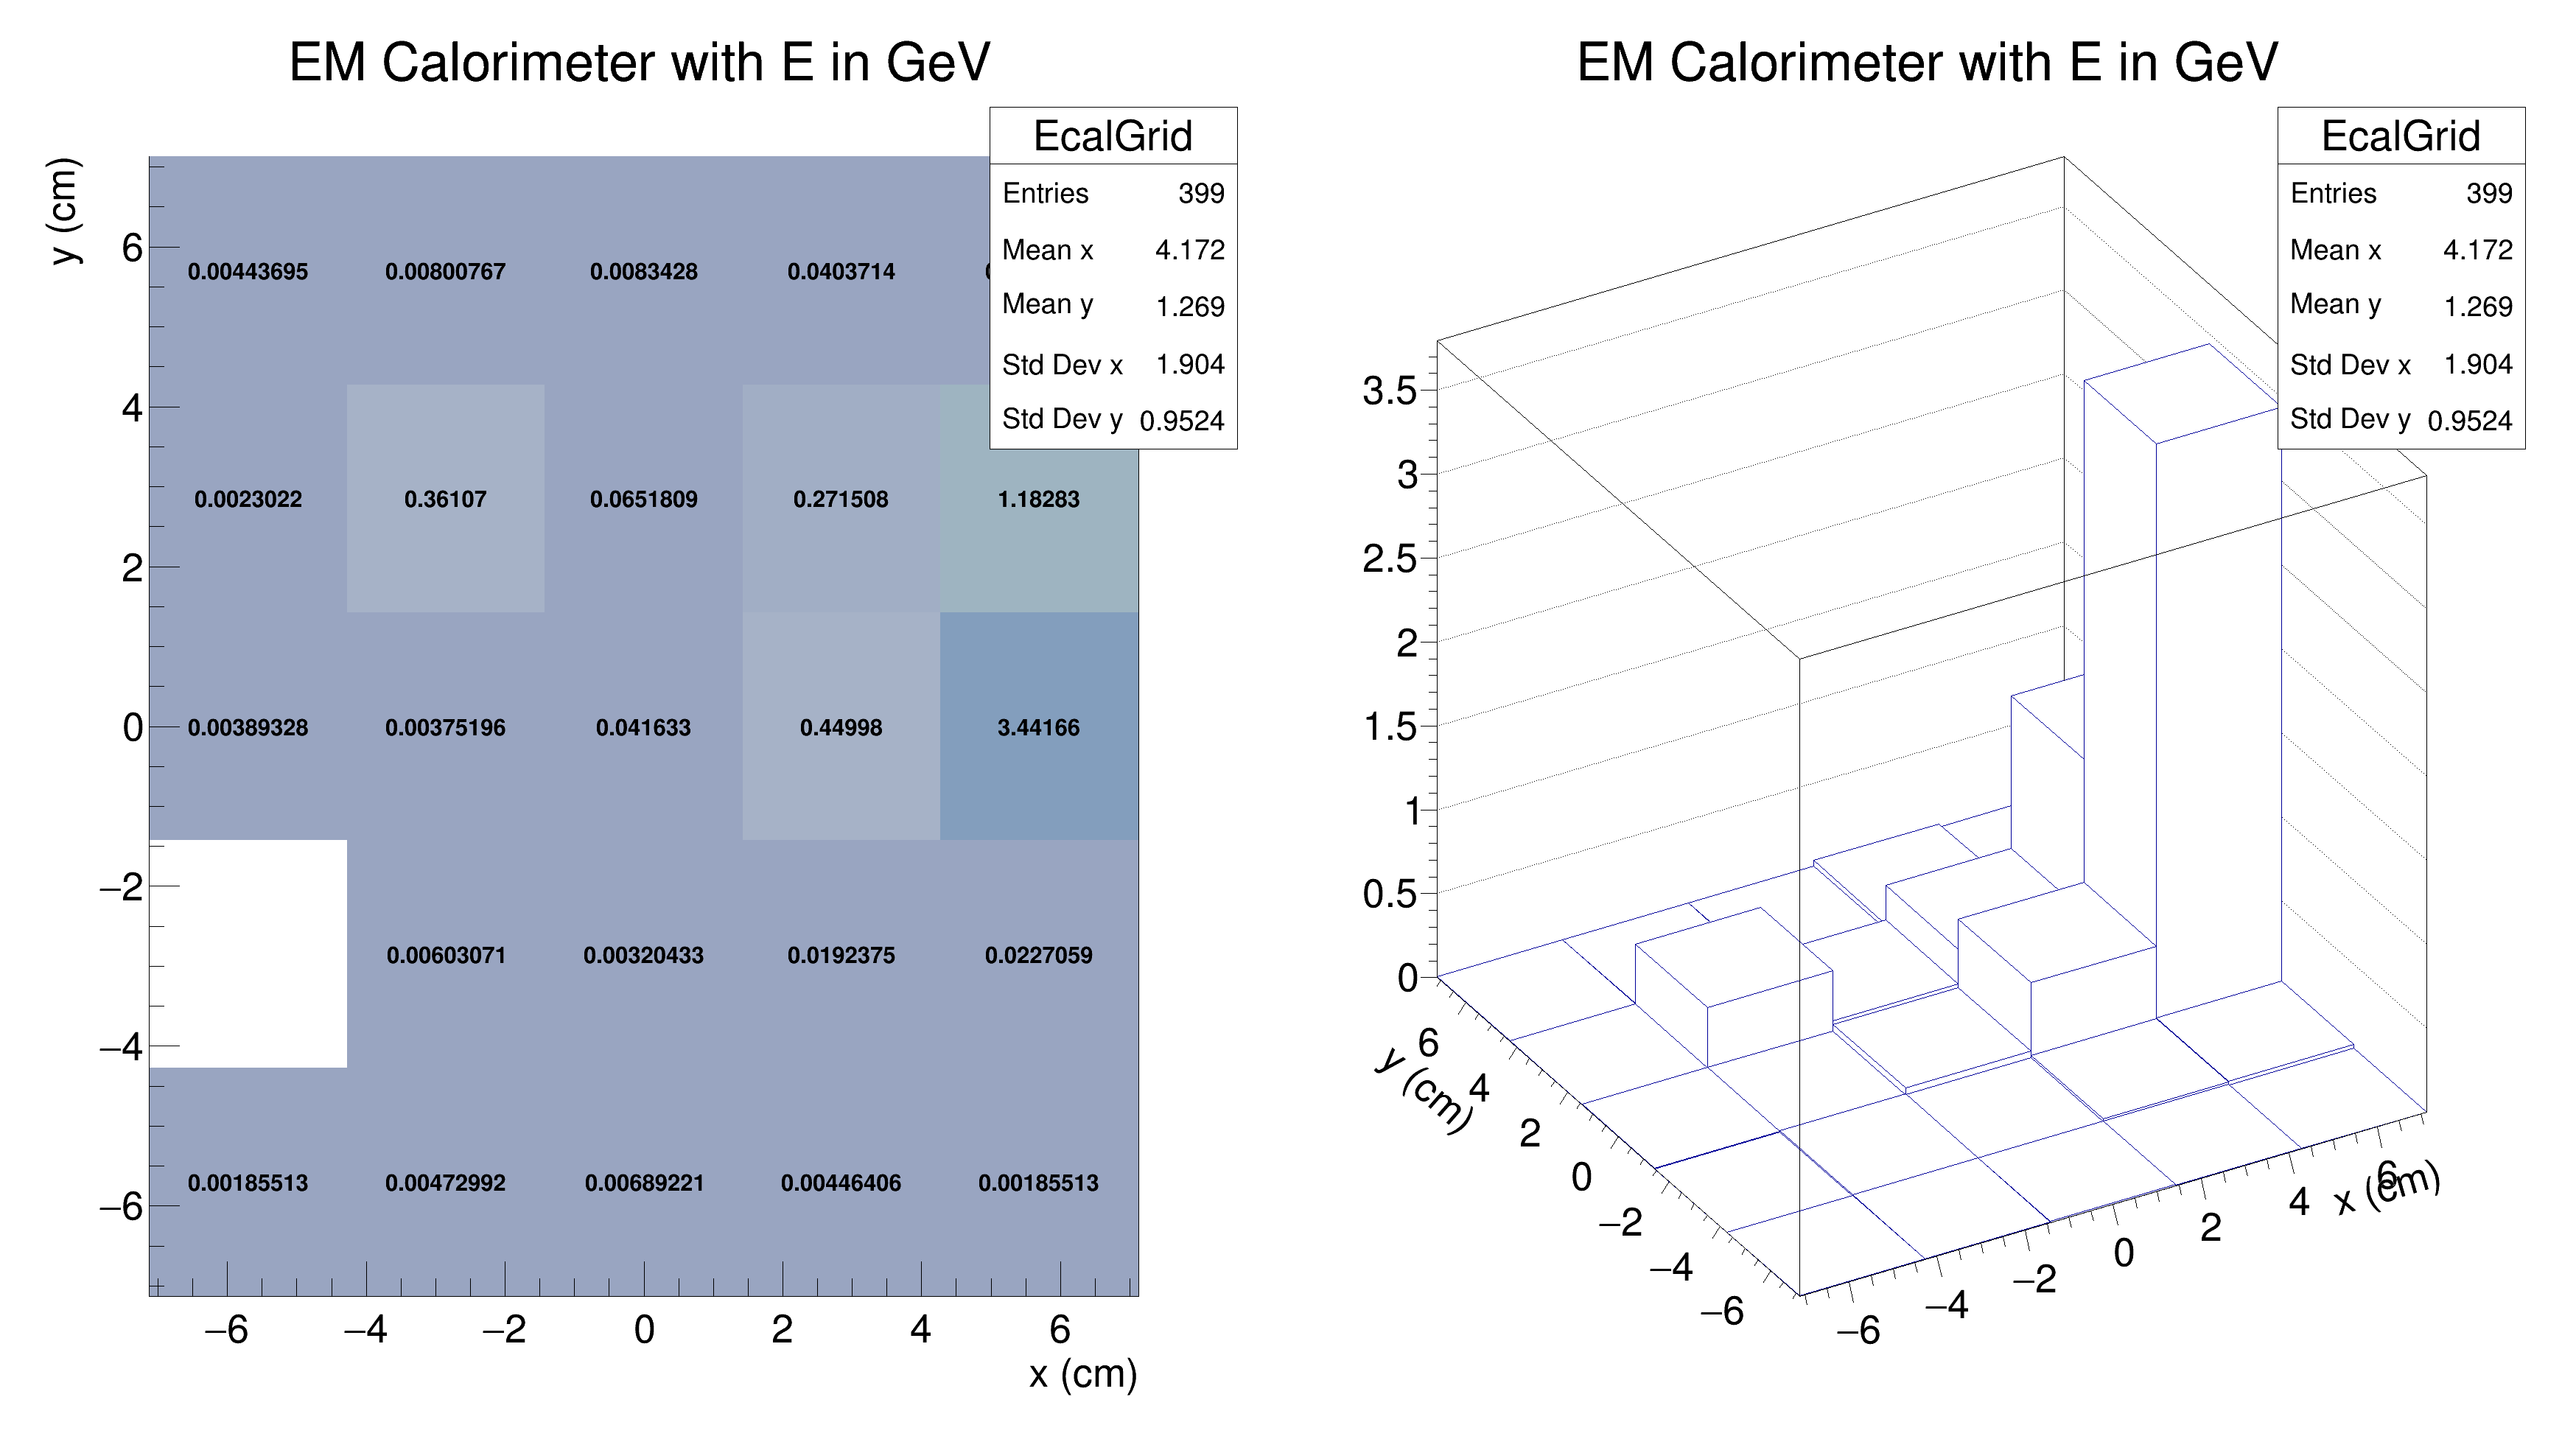 EM Calorimeter with E in GeV
EcalGrid
Entries 399
Mean x 4.172
Mean y 1.269
Std Dev x 1.904
Std Dev y 0.9524
y (cm)
6
4
2
0
−2
−4
−6
0.00443695 0.00800767 0.0083428 0.0403714
0.0023022 0.36107 0.0651809 0.271508 1.18283
0.00389328 0.00375196 0.041633 0.44998 3.44166
0.00603071 0.00320433 0.0192375 0.0227059
0.00185513 0.00472992 0.00689221 0.00446406 0.00185513
−6 −4 −2 0 2 4 6
x (cm)
EM Calorimeter with E in GeV
EcalGrid
Entries 399
Mean x 4.172
Mean y 1.269
Std Dev x 1.904
Std Dev y 0.9524
3.5
3
2.5
2
1.5
1
0.5
0
y (cm)
6
4
2
0
−2
−4
−6
−6 −4 −2 0 2 4 6
x (cm)